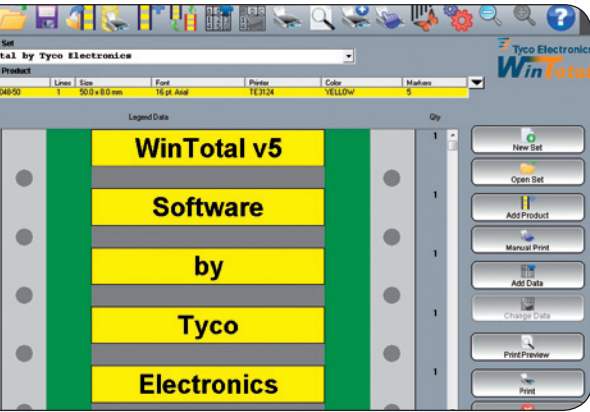 Set
tal by Tyco Electronics
Product
Lines Size Font Printer Color Markers
048-50 1 50.0 x 8.0 mm 16 pt. Arial TE3124 YELLOW 5
Legend Data Qty
WinTotal v5 1
Software 1
by 1
Tyco 1
Electronics 1
Tyco Electronics
WinTotal
New Set
Open Set
Add Product
Manual Print
Add Data
Change Data
Print Preview
Print